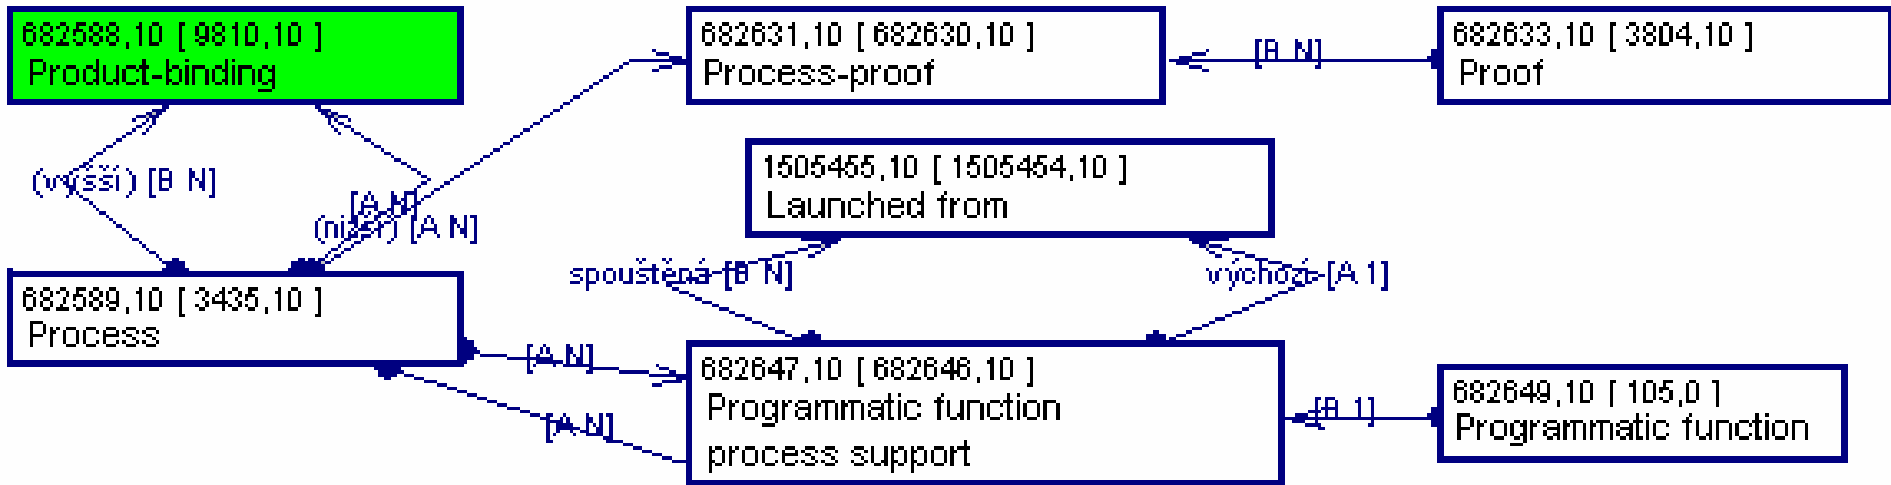 682588,10 [ 9810,10 ]
Product-binding
682631,10 [ 682630,10 ]
Process-proof
[B N]
682633,10 [ 3804,10 ]
Proof
(vyšší) [B N]
[A N]
(nižší) [A N]
1505455,10 [ 1505454,10 ]
Launched from
spouštěná [B N]
výchozí [A 1]
682589,10 [ 3435,10 ]
Process
[A N]
[A N]
682647,10 [ 682646,10 ]
Programmatic function
process support
[B 1]
682649,10 [ 105,0 ]
Programmatic function